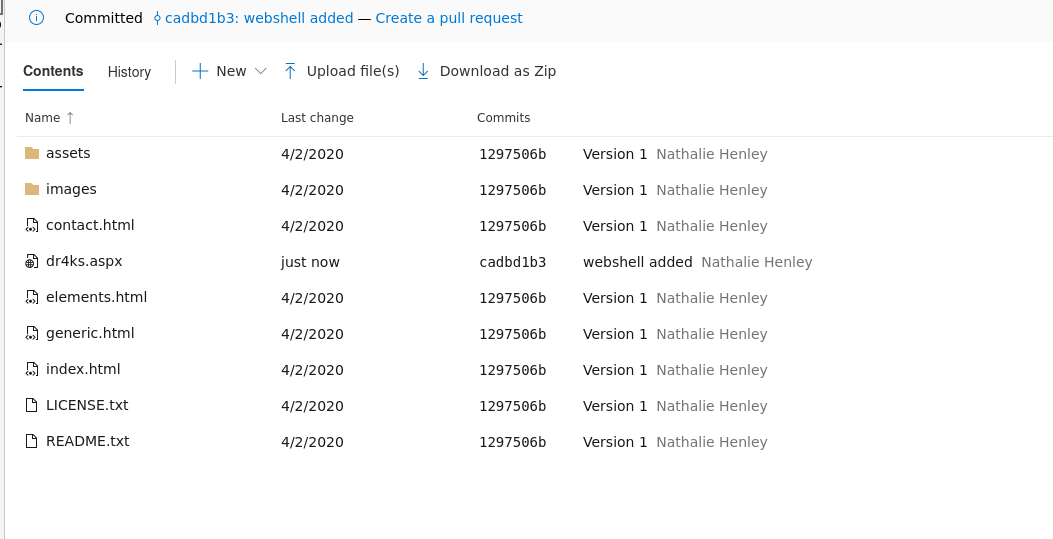 Committed cadbd1b3: webshell added — Create a pull request
Contents History New Upload file(s) Download as Zip
Name ↑ Last change Commits
assets 4/2/2020 1297506b Version 1 Nathalie Henley
images 4/2/2020 1297506b Version 1 Nathalie Henley
contact.html 4/2/2020 1297506b Version 1 Nathalie Henley
dr4ks.aspx just now cadbd1b3 webshell added Nathalie Henley
elements.html 4/2/2020 1297506b Version 1 Nathalie Henley
generic.html 4/2/2020 1297506b Version 1 Nathalie Henley
index.html 4/2/2020 1297506b Version 1 Nathalie Henley
LICENSE.txt 4/2/2020 1297506b Version 1 Nathalie Henley
README.txt 4/2/2020 1297506b Version 1 Nathalie Henley